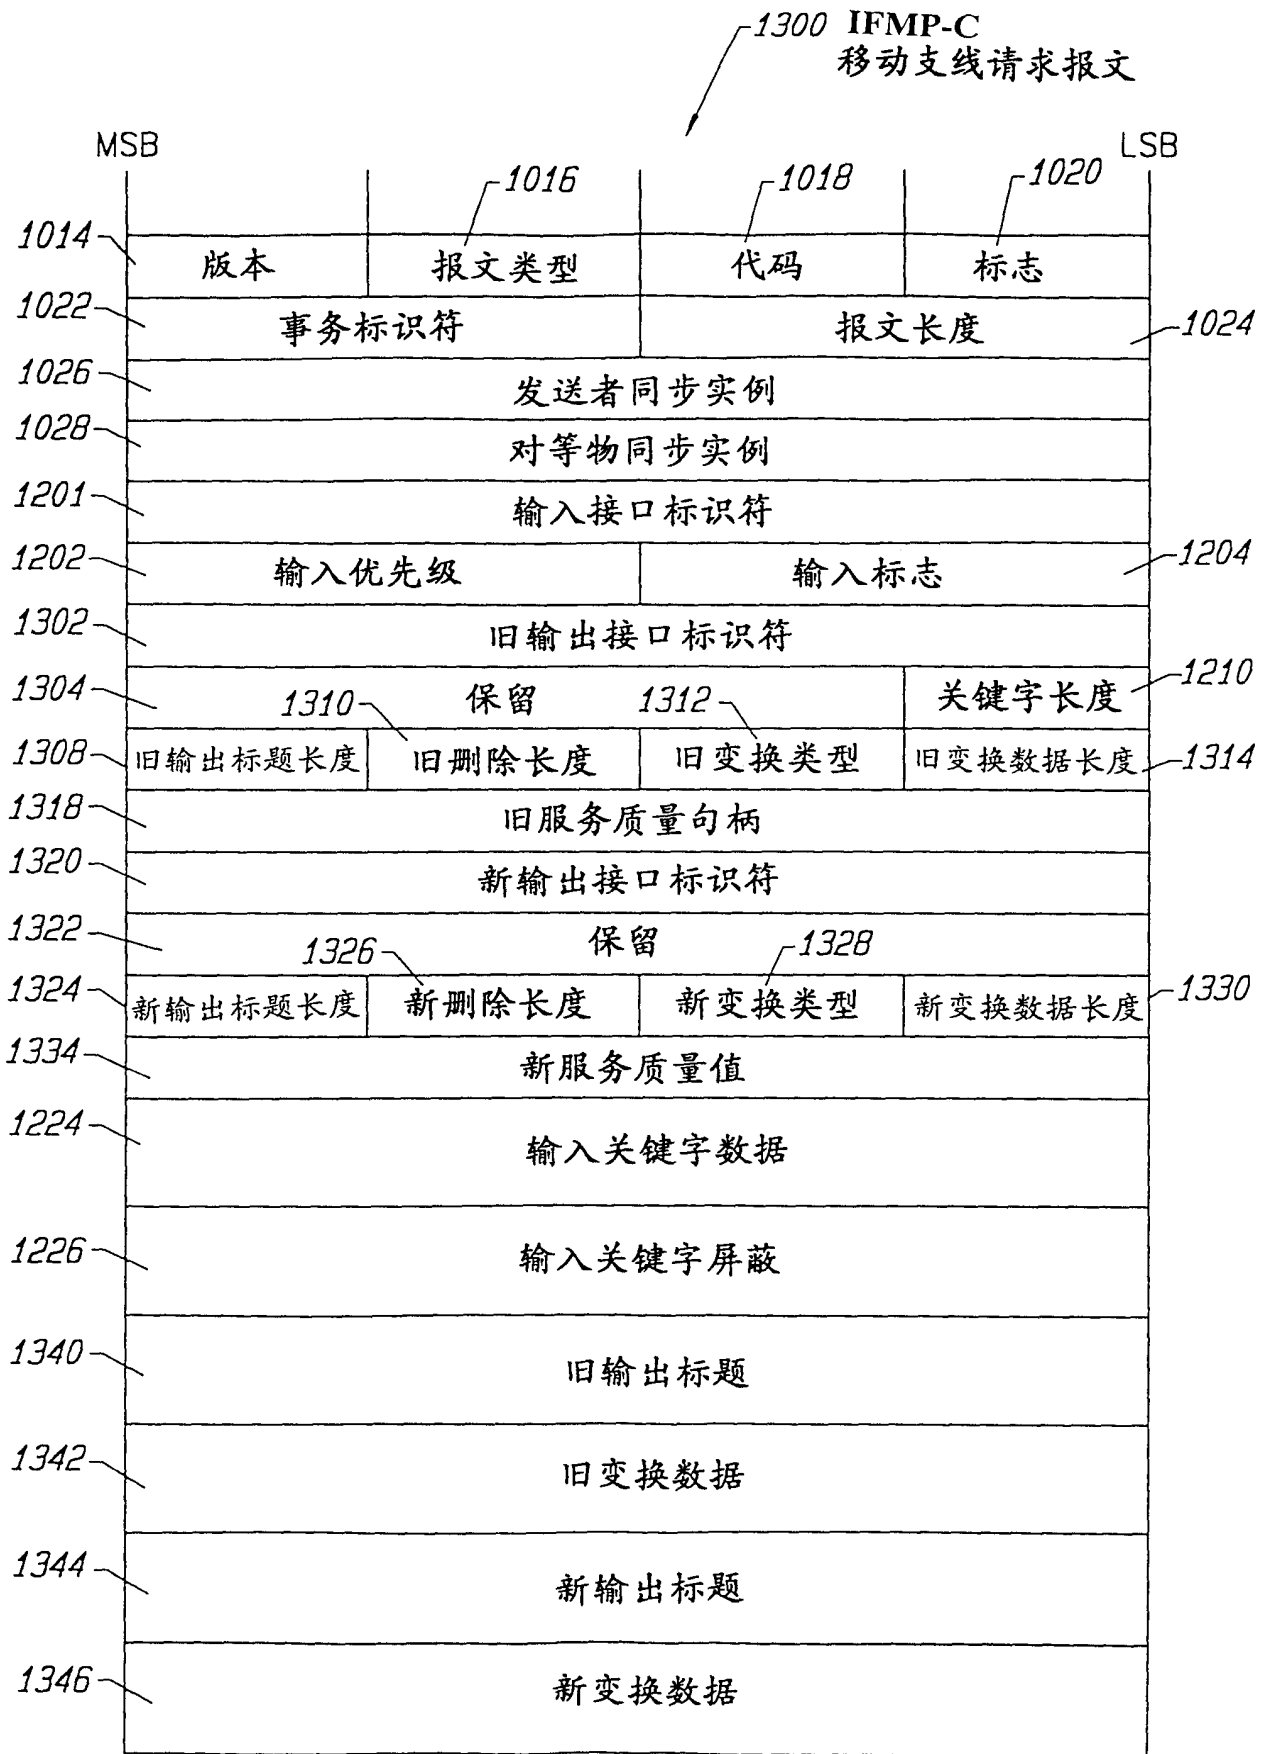 1300 IFMP-C
移动支线请求报文
MSB LSB
1016 1018 1020
1014 版本 报文类型 代码 标志
1022 事务标识符 报文长度 1024
1026 发送者同步实例
1028 对等物同步实例
1201 输入接口标识符
1202 输入优先级 输入标志 1204
1302 旧输出接口标识符
1304 保留 关键字长度 1210
1310 1312
1308 旧输出标题长度 旧删除长度 旧变换类型 旧变换数据长度 1314
1318 旧服务质量句柄
1320 新输出接口标识符
1322 保留
1326 1328
1324 新输出标题长度 新删除长度 新变换类型 新变换数据长度 1330
1334 新服务质量值
1224 输入关键字数据
1226 输入关键字屏蔽
1340 旧输出标题
1342 旧变换数据
1344 新输出标题
1346 新变换数据